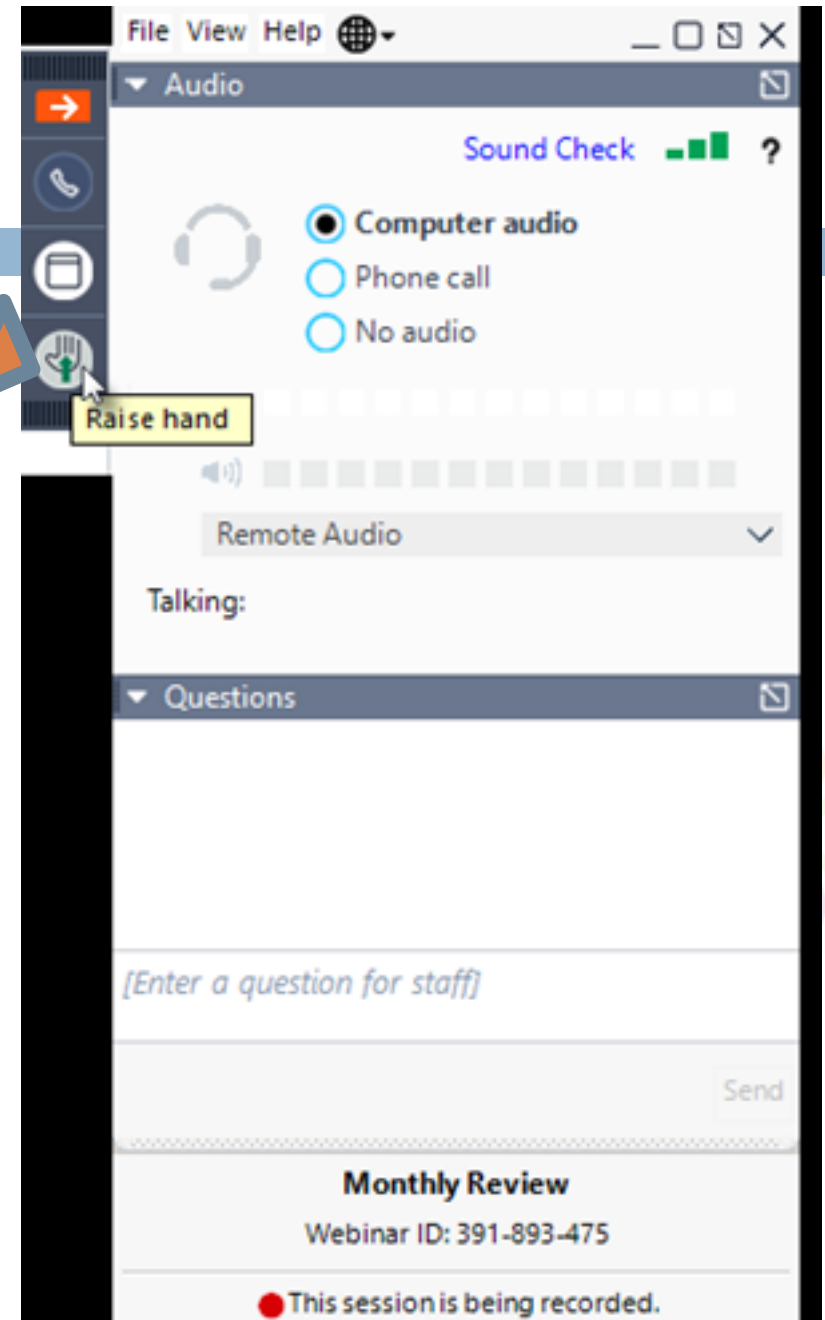 File View Help
Audio
Sound Check ?
Computer audio
Phone call
No audio
Raise hand
Remote Audio
Talking:
Questions
[Enter a question for staff]
Send
Monthly Review
Webinar ID: 391-893-475
This session is being recorded.